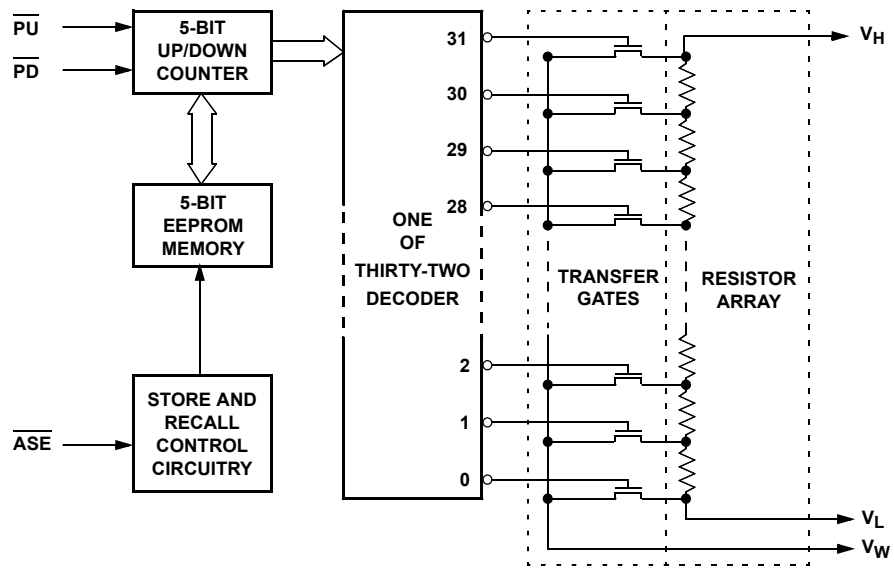 PU
PD
5-BIT
UP/DOWN
COUNTER
5-BIT
EEPROM
MEMORY
ASE
STORE AND
RECALL
CONTROL
CIRCUITRY
ONE
OF
THIRTY-TWO
DECODER
31
30
29
28
2
1
0
TRANSFER
GATES
RESISTOR
ARRAY
VH
VL
VW